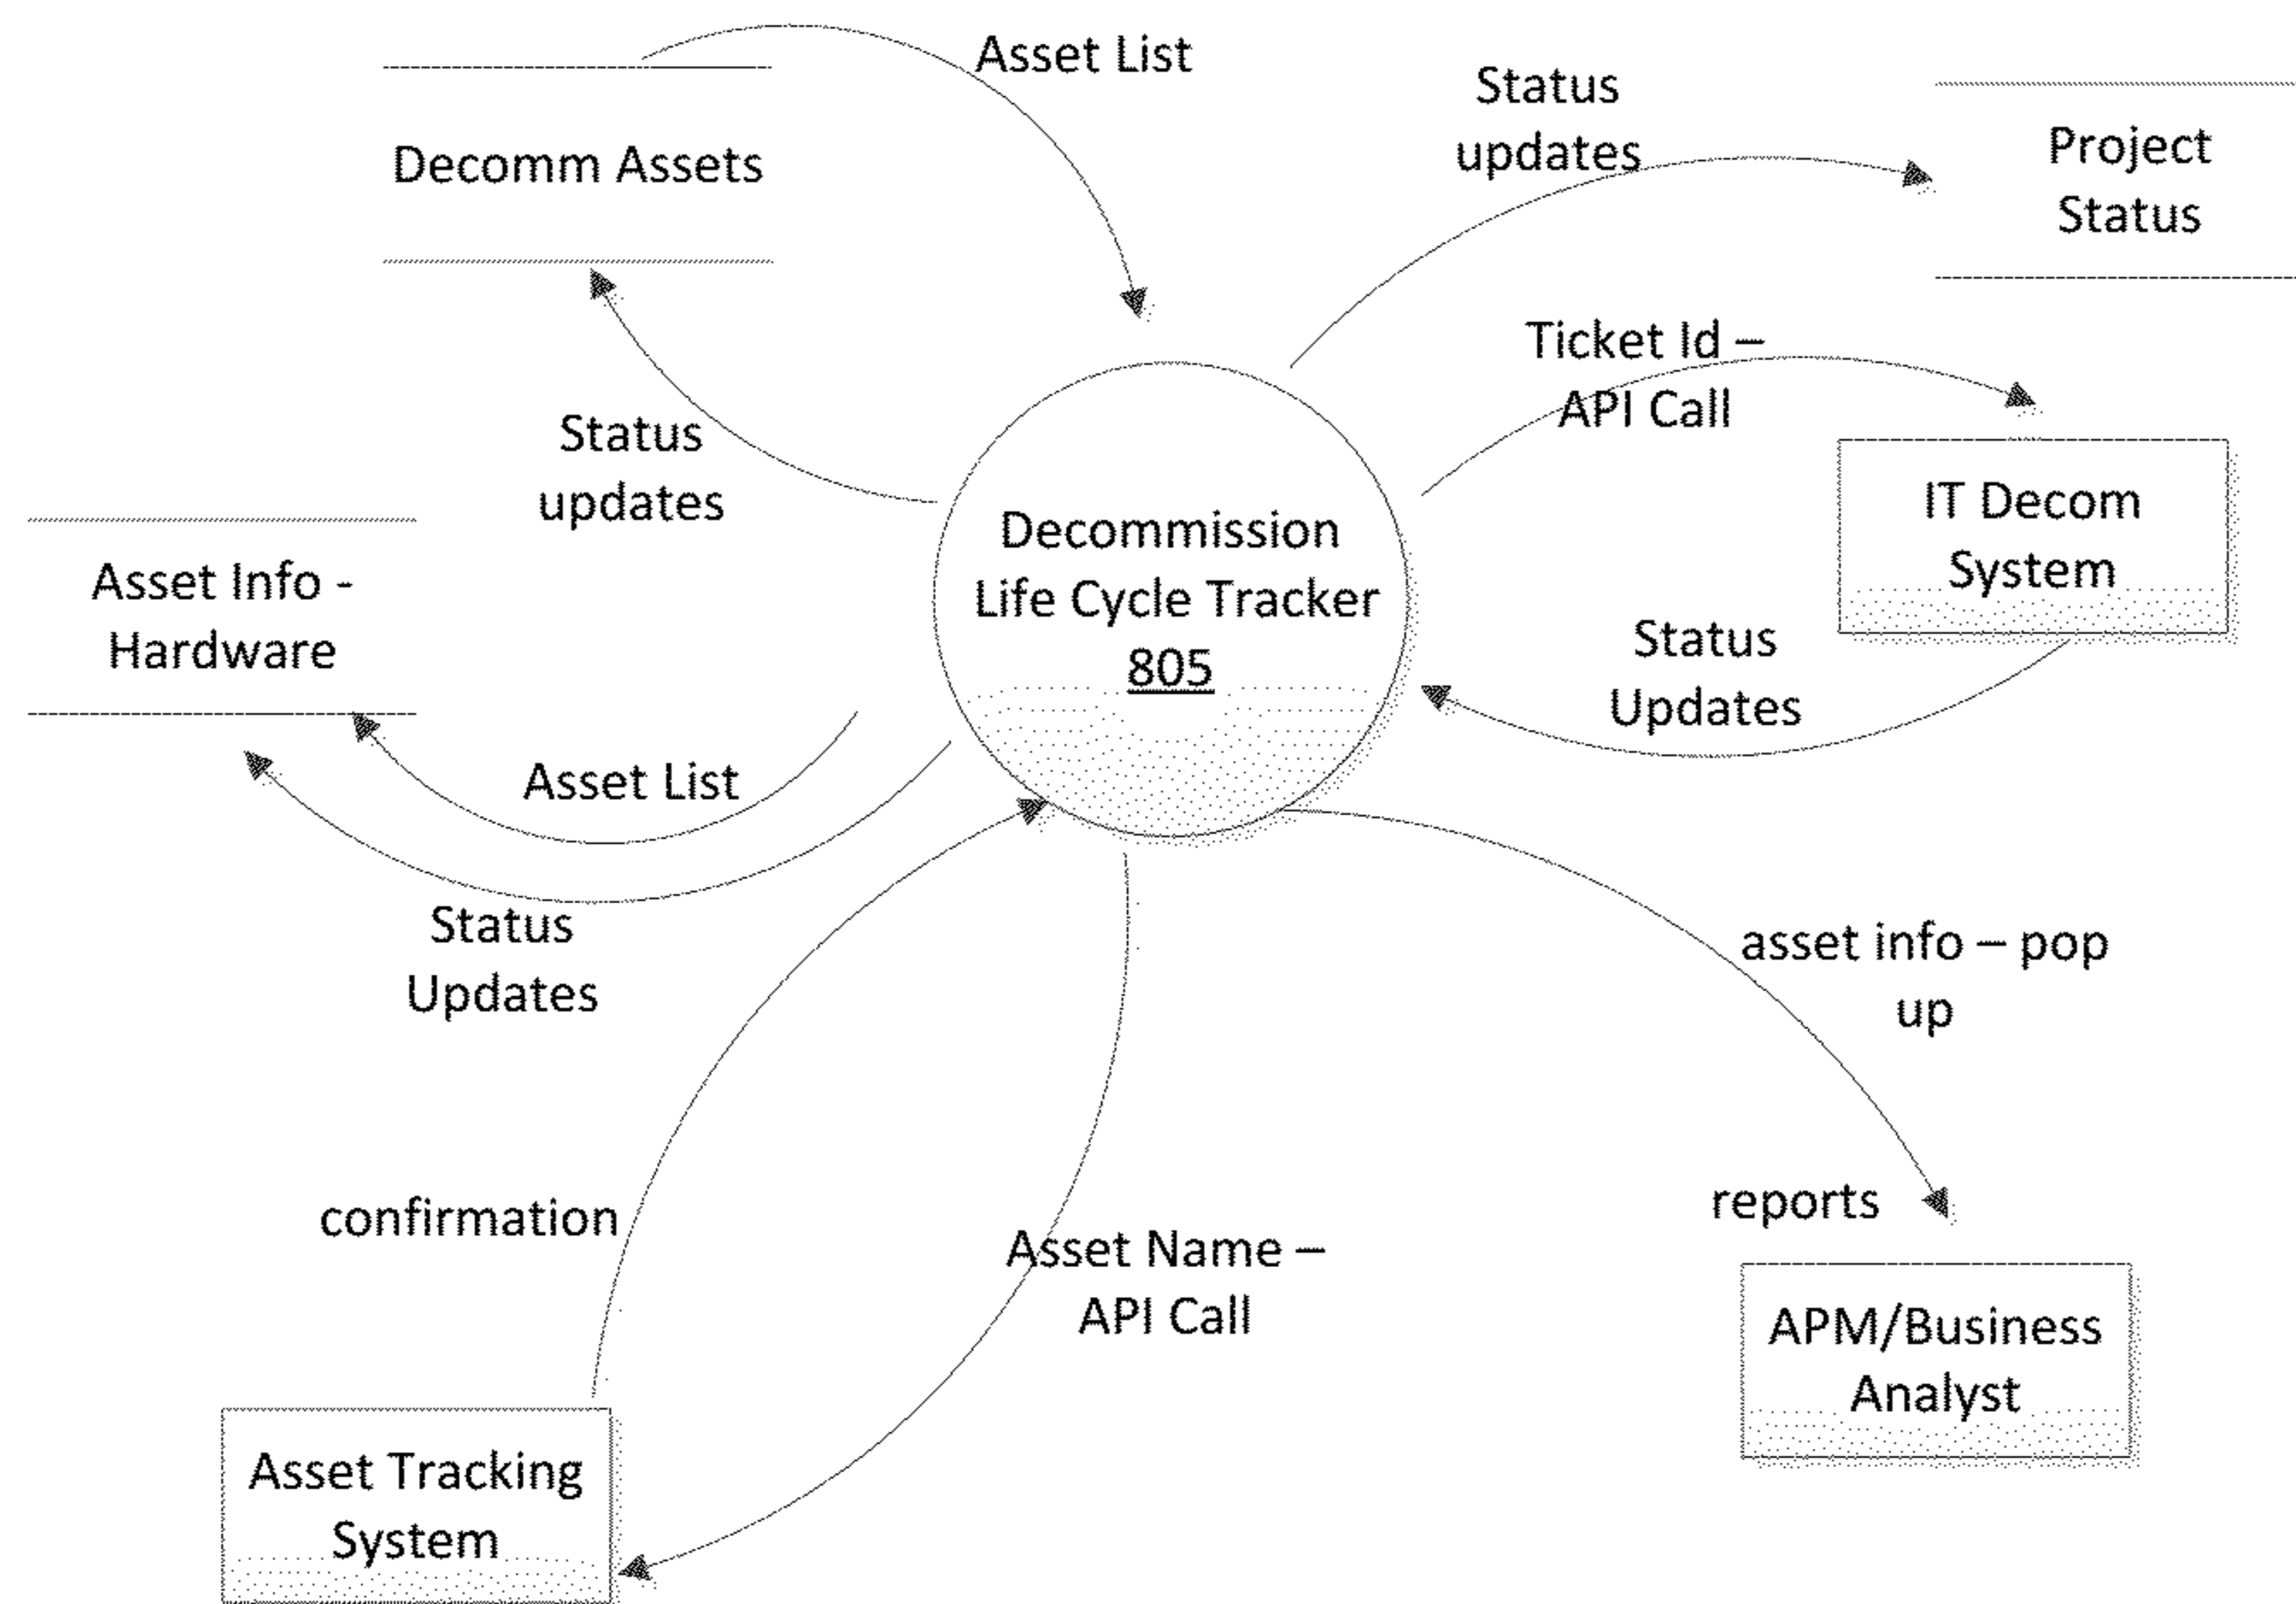 Asset List
Status
updates
Project
Status
Decomm Assets
Ticket Id –
API Call
Status
updates
IT Decom
System
Asset Info -
Hardware
Decommission
Life Cycle Tracker
805
Status
Updates
Asset List
Status
Updates
asset info – pop
up
confirmation
Asset Name –
API Call
reports
APM/Business
Analyst
Asset Tracking
System